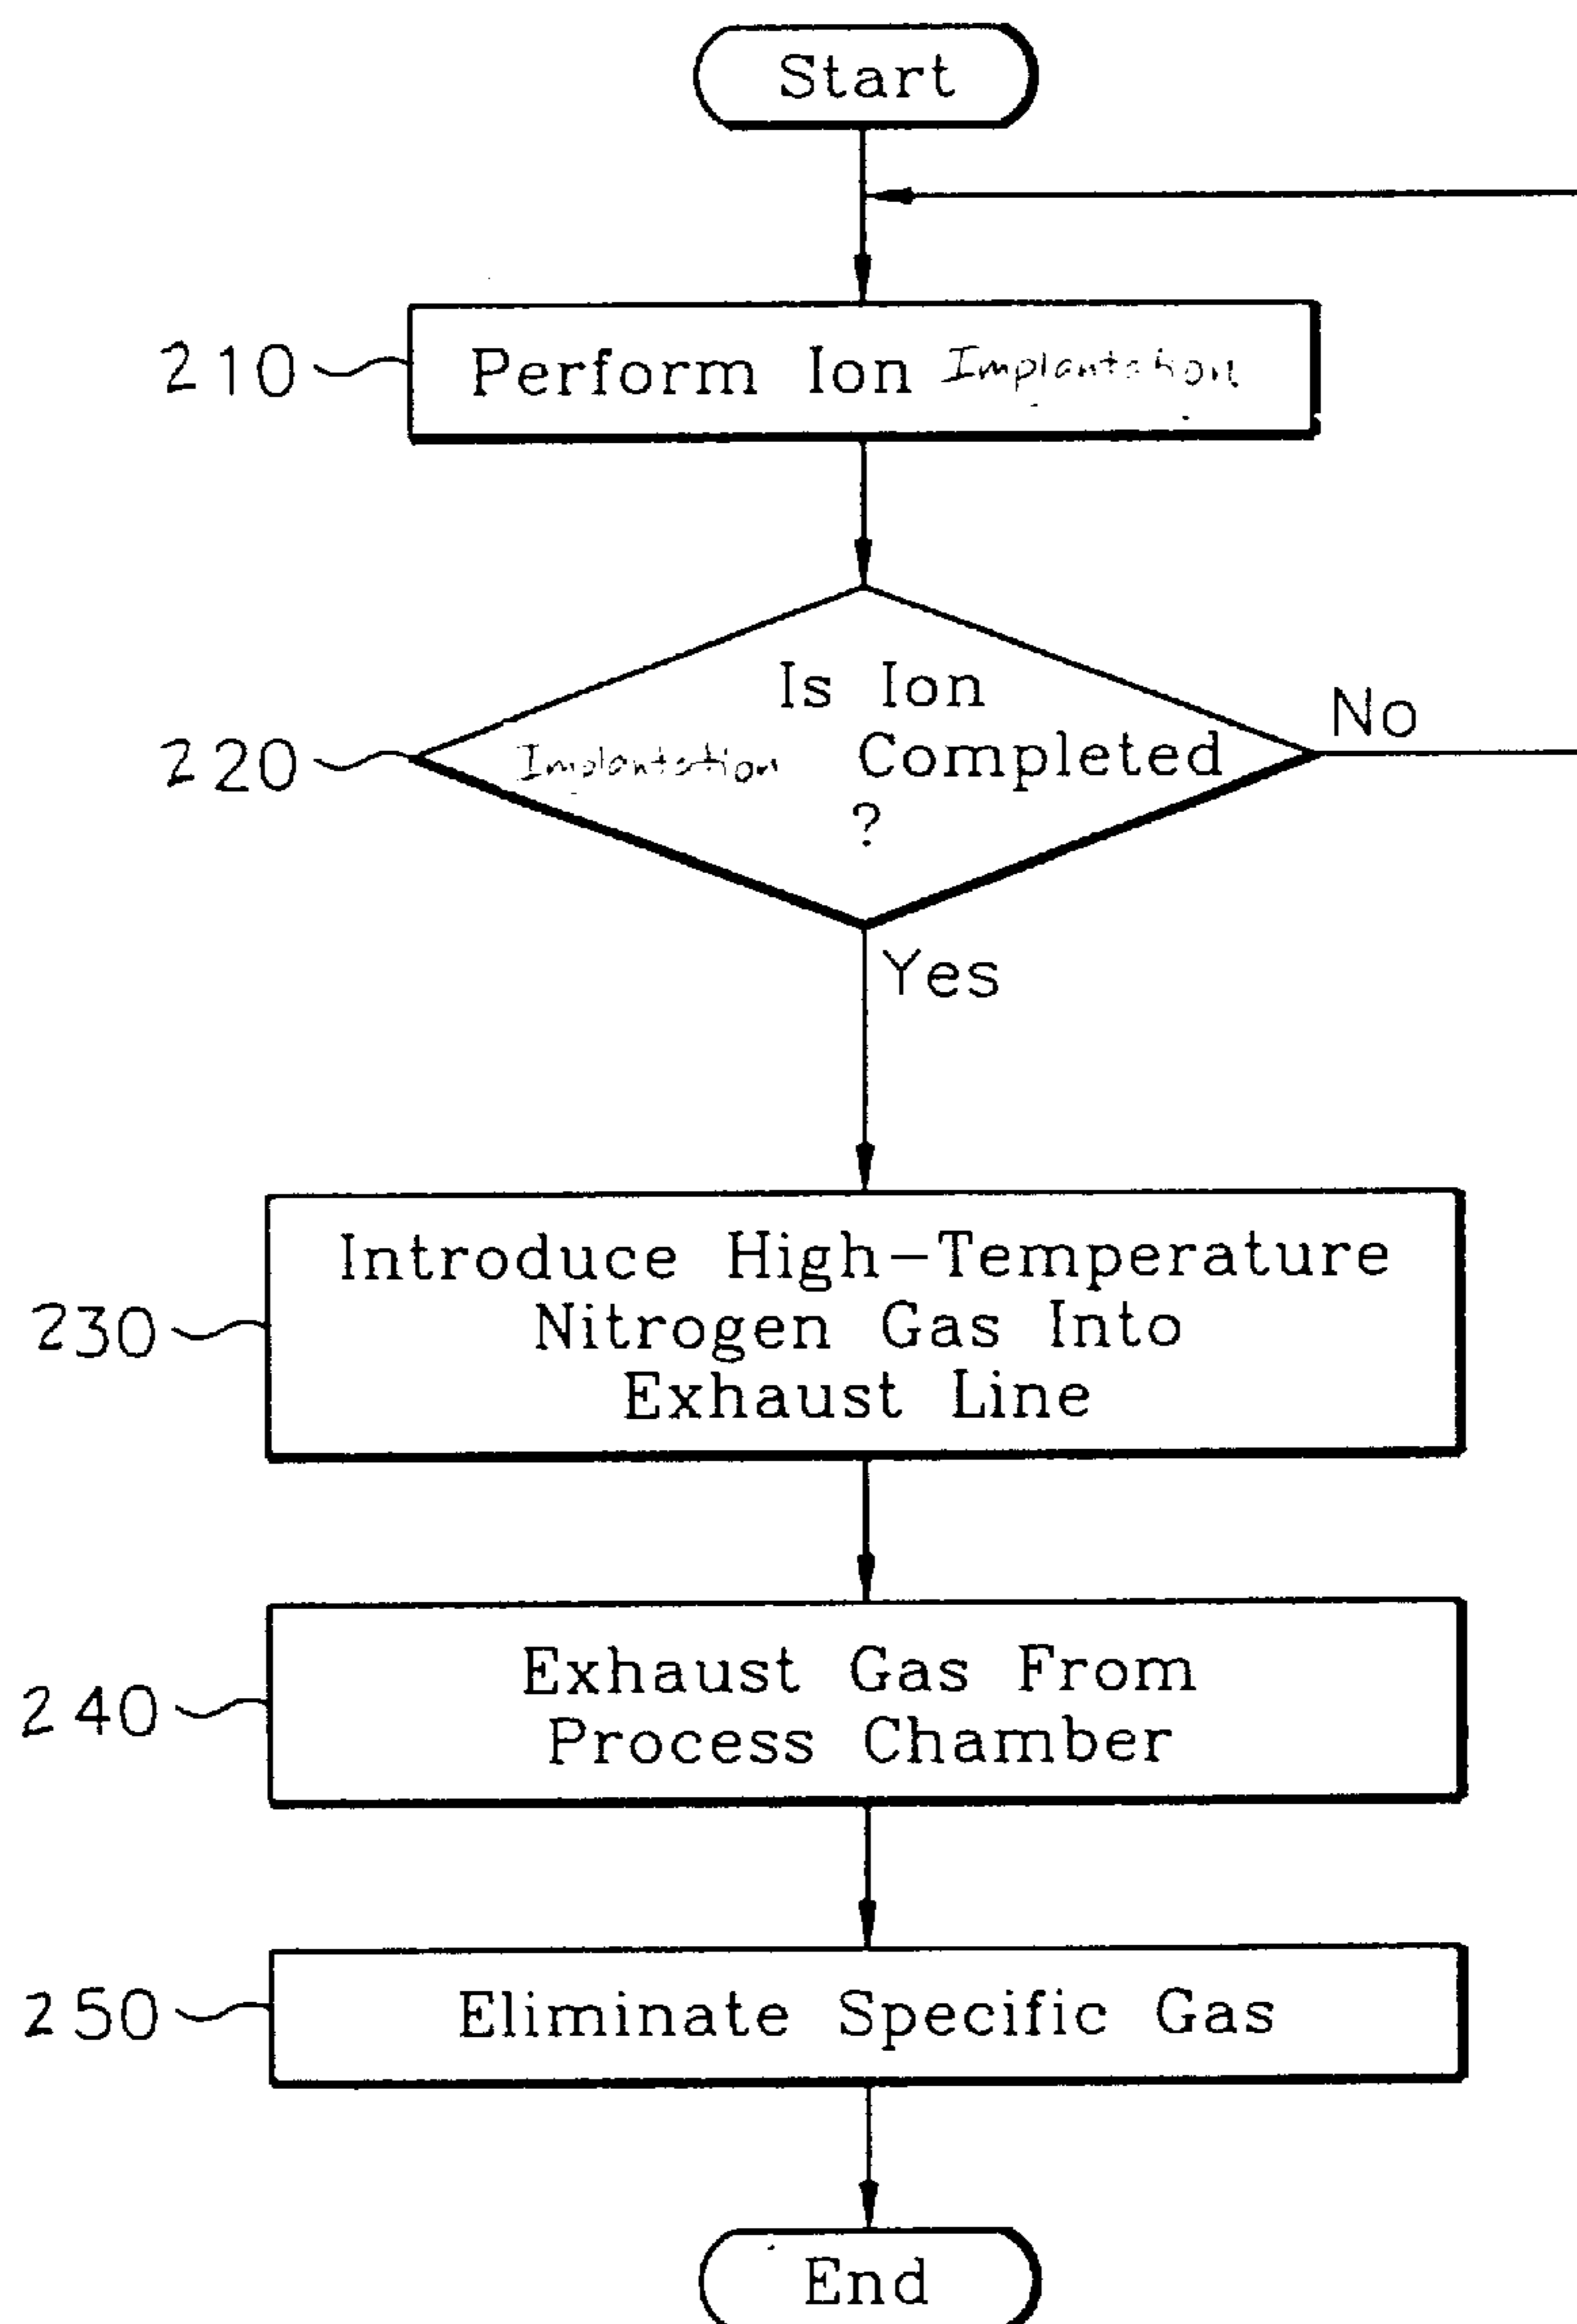 Start
210 Perform Ion Implantation
Is Ion
220 Implantation Completed No
?
Yes
Introduce High-Temperature
230 Nitrogen Gas Into
Exhaust Line
Exhaust Gas From
240 Process Chamber
250 Eliminate Specific Gas
End